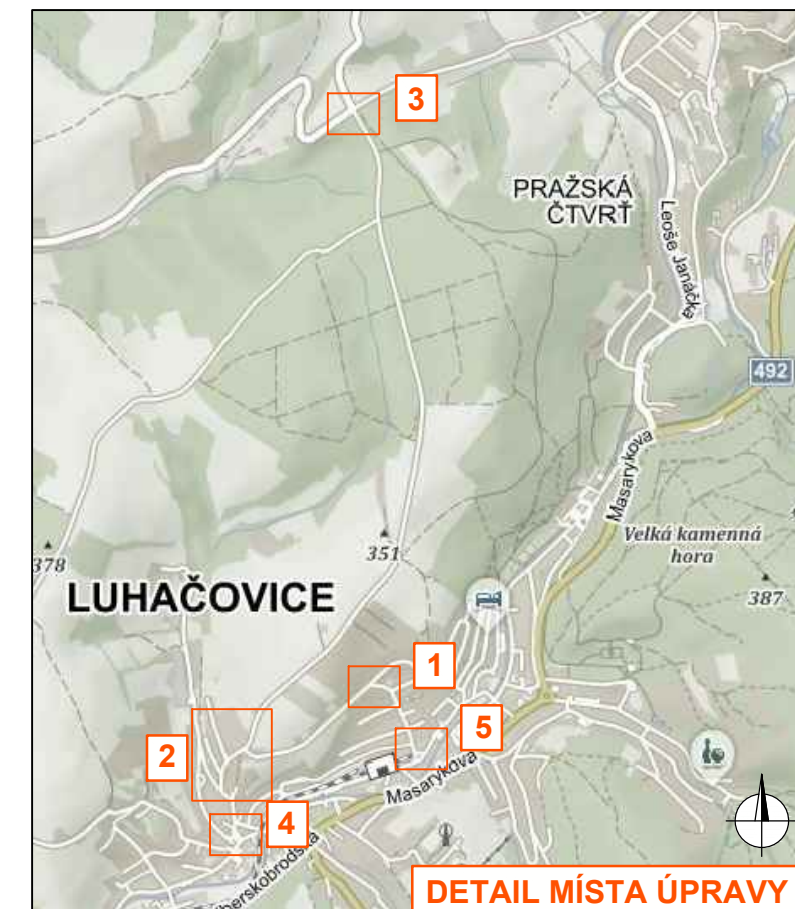 3
PRAŽSKÁ
ČTVRŤ
Leoše Janáčka
492
Masarykova
Velká kamenná
hora
387
351
378
LUHAČOVICE
1
5
2
Masarykova
4
DETAIL MÍSTA ÚPRAVY